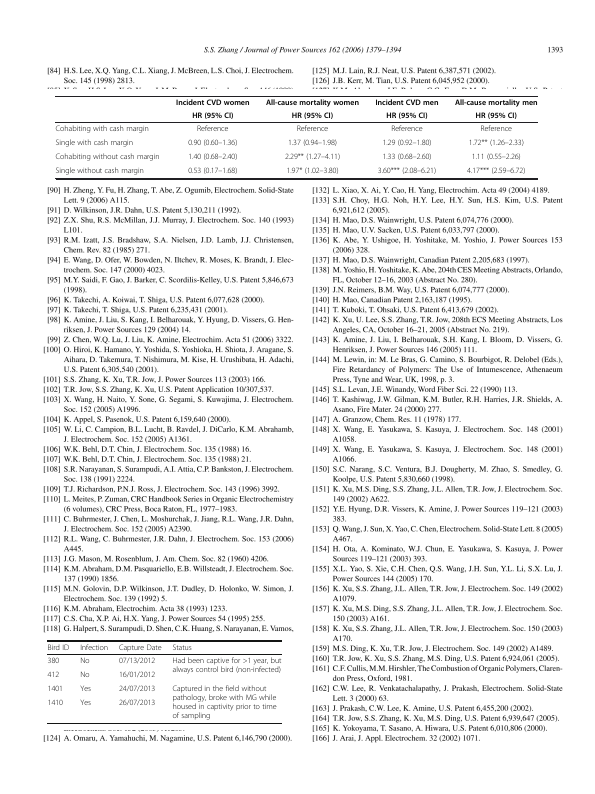 S.S. Zhang / Journal of Power Sources 162 (2006) 1379–1394
1393
[84] H.S. Lee, X.Q. Yang, C.L. Xiang, J. McBreen, L.S. Choi, J. Electrochem.
Soc. 145 (1998) 2813.
[125] M.J. Lain, R.J. Neat, U.S. Patent 6,387,571 (2002).
[126] J.B. Kerr, M. Tian, U.S. Patent 6,045,952 (2000).
Incident CVD women All-cause mortality women Incident CVD men All-cause mortality men
HR (95% CI) HR (95% CI) HR (95% CI) HR (95% CI)
Cohabiting with cash margin Reference Reference Reference Reference
Single with cash margin 0.90 (0.60–1.36) 1.37 (0.94–1.98) 1.29 (0.92–1.80) 1.72** (1.26–2.33)
Cohabiting without cash margin 1.40 (0.68–2.40) 2.29** (1.27–4.11) 1.33 (0.68–2.60) 1.11 (0.55–2.26)
Single without cash margin 0.53 (0.17–1.68) 1.97* (1.02–3.80) 3.60*** (2.08–6.21) 4.17*** (2.59–6.72)
[90] H. Zheng, Y. Fu, H. Zhang, T. Abe, Z. Ogumib, Electrochem. Solid-State
Lett. 9 (2006) A115.
[91] D. Wilkinson, J.R. Dahn, U.S. Patent 5,130,211 (1992).
[92] Z.X. Shu, R.S. McMillan, J.J. Murray, J. Electrochem. Soc. 140 (1993)
L101.
[93] R.M. Izatt, J.S. Bradshaw, S.A. Nielsen, J.D. Lamb, J.J. Christensen,
Chem. Rev. 82 (1985) 271.
[94] E. Wang, D. Ofer, W. Bowden, N. Iltchev, R. Moses, K. Brandt, J. Elec-
trochem. Soc. 147 (2000) 4023.
[95] M.Y. Saidi, F. Gao, J. Barker, C. Scordilis-Kelley, U.S. Patent 5,846,673
(1998).
[96] K. Takechi, A. Koiwai, T. Shiga, U.S. Patent 6,077,628 (2000).
[97] K. Takechi, T. Shiga, U.S. Patent 6,235,431 (2001).
[98] K. Amine, J. Liu, S. Kang, I. Belharouak, Y. Hyung, D. Vissers, G. Hen-
riksen, J. Power Sources 129 (2004) 14.
[99] Z. Chen, W.Q. Lu, J. Liu, K. Amine, Electrochim. Acta 51 (2006) 3322.
[100] O. Hiroi, K. Hamano, Y. Yoshida, S. Yoshioka, H. Shiota, J. Aragane, S.
Aihara, D. Takemura, T. Nishimura, M. Kise, H. Urushibata, H. Adachi,
U.S. Patent 6,305,540 (2001).
[101] S.S. Zhang, K. Xu, T.R. Jow, J. Power Sources 113 (2003) 166.
[102] T.R. Jow, S.S. Zhang, K. Xu, U.S. Patent Application 10/307,537.
[103] X. Wang, H. Naito, Y. Sone, G. Segami, S. Kuwajima, J. Electrochem.
Soc. 152 (2005) A1996.
[104] K. Appel, S. Pasenok, U.S. Patent 6,159,640 (2000).
[105] W. Li, C. Campion, B.L. Lucht, B. Ravdel, J. DiCarlo, K.M. Abrahamb,
J. Electrochem. Soc. 152 (2005) A1361.
[106] W.K. Behl, D.T. Chin, J. Electrochem. Soc. 135 (1988) 16.
[107] W.K. Behl, D.T. Chin, J. Electrochem. Soc. 135 (1988) 21.
[108] S.R. Narayanan, S. Surampudi, A.I. Attia, C.P. Bankston, J. Electrochem.
Soc. 138 (1991) 2224.
[109] T.J. Richardson, P.N.J. Ross, J. Electrochem. Soc. 143 (1996) 3992.
[110] L. Meites, P. Zuman, CRC Handbook Series in Organic Electrochemistry
(6 volumes), CRC Press, Boca Raton, FL, 1977–1983.
[111] C. Buhrmester, J. Chen, L. Moshurchak, J. Jiang, R.L. Wang, J.R. Dahn,
J. Electrochem. Soc. 152 (2005) A2390.
[112] R.L. Wang, C. Buhrmester, J.R. Dahn, J. Electrochem. Soc. 153 (2006)
A445.
[113] J.G. Mason, M. Rosenblum, J. Am. Chem. Soc. 82 (1960) 4206.
[114] K.M. Abraham, D.M. Pasquariello, E.B. Willsteadt, J. Electrochem. Soc.
137 (1990) 1856.
[115] M.N. Golovin, D.P. Wilkinson, J.T. Dudley, D. Holonko, W. Simon, J.
Electrochem. Soc. 139 (1992) 5.
[116] K.M. Abraham, Electrochim. Acta 38 (1993) 1233.
[117] C.S. Cha, X.P. Ai, H.X. Yang, J. Power Sources 54 (1995) 255.
[118] G. Halpert, S. Surampudi, D. Shen, C.K. Huang, S. Narayanan, E. Vamos,
Bird ID Infection Capture Date Status
380 No 07/13/2012 Had been captive for >1 year, but
always control bird (non-infected)
412 No 16/01/2012
1401 Yes 24/07/2013 Captured in the field without
pathology, broke with MG while
1410 Yes 26/07/2013 housed in captivity prior to time
of sampling
[124] A. Omaru, A. Yamahuchi, M. Nagamine, U.S. Patent 6,146,790 (2000).
[132] L. Xiao, X. Ai, Y. Cao, H. Yang, Electrochim. Acta 49 (2004) 4189.
[133] S.H. Choy, H.G. Noh, H.Y. Lee, H.Y. Sun, H.S. Kim, U.S. Patent
6,921,612 (2005).
[134] H. Mao, D.S. Wainwright, U.S. Patent 6,074,776 (2000).
[135] H. Mao, U.V. Sacken, U.S. Patent 6,033,797 (2000).
[136] K. Abe, Y. Ushigoe, H. Yoshitake, M. Yoshio, J. Power Sources 153
(2006) 328.
[137] H. Mao, D.S. Wainwright, Canadian Patent 2,205,683 (1997).
[138] M. Yoshio, H. Yoshitake, K. Abe, 204th CES Meeting Abstracts, Orlando,
FL, October 12–16, 2003 (Abstract No. 280).
[139] J.N. Reimers, B.M. Way, U.S. Patent 6,074,777 (2000).
[140] H. Mao, Canadian Patent 2,163,187 (1995).
[141] T. Kuboki, T. Ohsaki, U.S. Patent 6,413,679 (2002).
[142] K. Xu, U. Lee, S.S. Zhang, T.R. Jow, 208th ECS Meeting Abstracts, Los
Angeles, CA, October 16–21, 2005 (Abstract No. 219).
[143] K. Amine, J. Liu, I. Belharouak, S.H. Kang, I. Bloom, D. Vissers, G.
Henriksen, J. Power Sources 146 (2005) 111.
[144] M. Lewin, in: M. Le Bras, G. Camino, S. Bourbigot, R. Delobel (Eds.),
Fire Retardancy of Polymers: The Use of Intumescence, Athenaeum
Press, Tyne and Wear, UK, 1998, p. 3.
[145] S.L. Levan, J.E. Winandy, Word Fiber Sci. 22 (1990) 113.
[146] T. Kashiwag, J.W. Gilman, K.M. Butler, R.H. Harries, J.R. Shields, A.
Asano, Fire Mater. 24 (2000) 277.
[147] A. Granzow, Chem. Res. 11 (1978) 177.
[148] X. Wang, E. Yasukawa, S. Kasuya, J. Electrochem. Soc. 148 (2001)
A1058.
[149] X. Wang, E. Yasukawa, S. Kasuya, J. Electrochem. Soc. 148 (2001)
A1066.
[150] S.C. Narang, S.C. Ventura, B.J. Dougherty, M. Zhao, S. Smedley, G.
Koolpe, U.S. Patent 5,830,660 (1998).
[151] K. Xu, M.S. Ding, S.S. Zhang, J.L. Allen, T.R. Jow, J. Electrochem. Soc.
149 (2002) A622.
[152] Y.E. Hyung, D.R. Vissers, K. Amine, J. Power Sources 119–121 (2003)
383.
[153] Q. Wang, J. Sun, X. Yao, C. Chen, Electrochem. Solid-State Lett. 8 (2005)
A467.
[154] H. Ota, A. Kominato, W.J. Chun, E. Yasukawa, S. Kasuya, J. Power
Sources 119–121 (2003) 393.
[155] X.L. Yao, S. Xie, C.H. Chen, Q.S. Wang, J.H. Sun, Y.L. Li, S.X. Lu, J.
Power Sources 144 (2005) 170.
[156] K. Xu, S.S. Zhang, J.L. Allen, T.R. Jow, J. Electrochem. Soc. 149 (2002)
A1079.
[157] K. Xu, M.S. Ding, S.S. Zhang, J.L. Allen, T.R. Jow, J. Electrochem. Soc.
150 (2003) A161.
[158] K. Xu, S.S. Zhang, J.L. Allen, T.R. Jow, J. Electrochem. Soc. 150 (2003)
A170.
[159] M.S. Ding, K. Xu, T.R. Jow, J. Electrochem. Soc. 149 (2002) A1489.
[160] T.R. Jow, K. Xu, S.S. Zhang, M.S. Ding, U.S. Patent 6,924,061 (2005).
[161] C.F. Cullis, M.M. Hirshler, The Combustion of Organic Polymers, Claren-
don Press, Oxford, 1981.
[162] C.W. Lee, R. Venkatachalapathy, J. Prakash, Electrochem. Solid-State
Lett. 3 (2000) 63.
[163] J. Prakash, C.W. Lee, K. Amine, U.S. Patent 6,455,200 (2002).
[164] T.R. Jow, S.S. Zhang, K. Xu, M.S. Ding, U.S. Patent 6,939,647 (2005).
[165] K. Yokoyama, T. Sasano, A. Hiwara, U.S. Patent 6,010,806 (2000).
[166] J. Arai, J. Appl. Electrochem. 32 (2002) 1071.